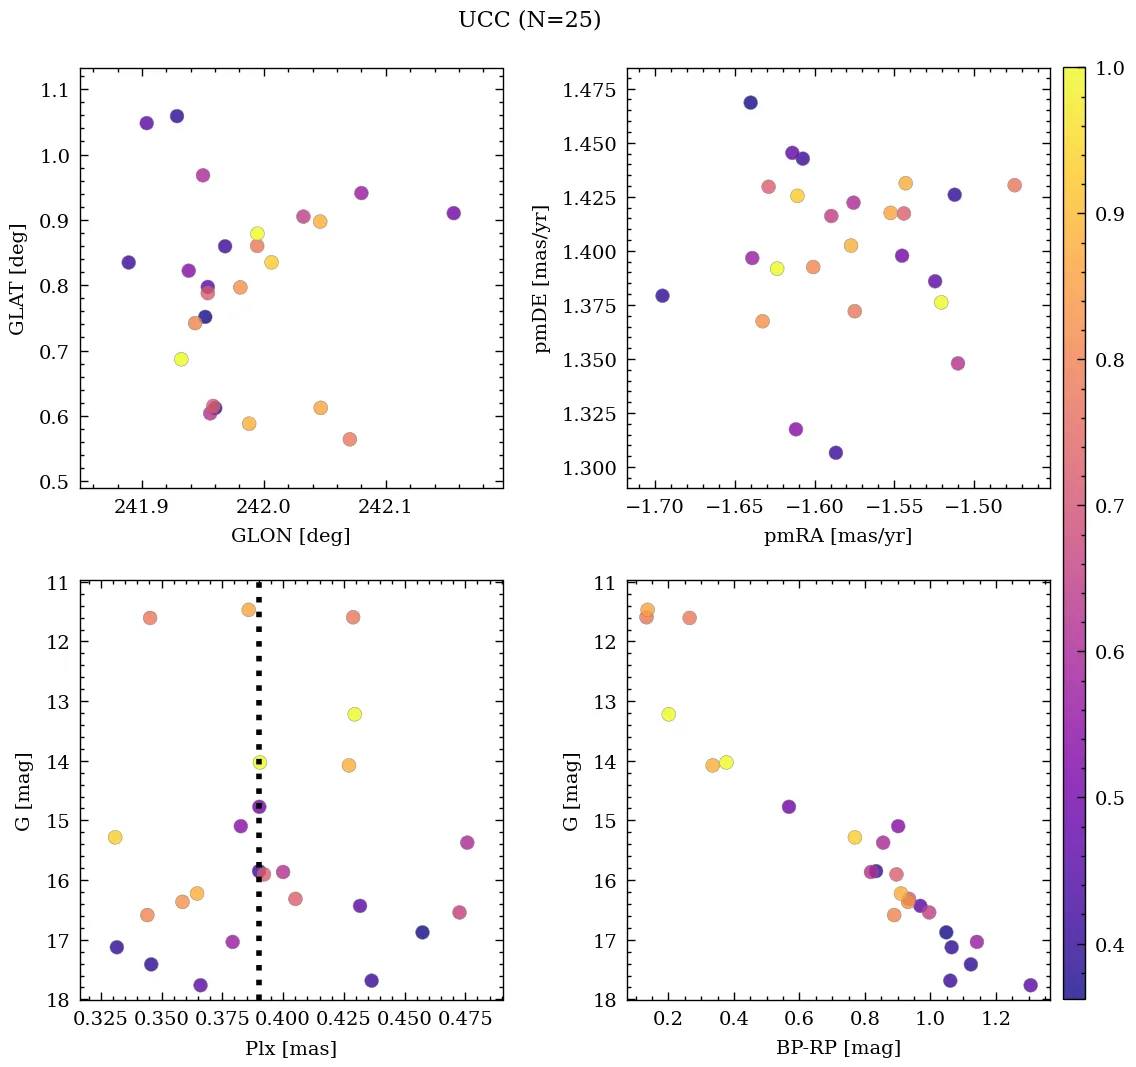 UCC (N=25)
1.1
1.0
0.9
0.8
0.7
0.6
0.5
GLAT [deg]
241.9 242.0 242.1
GLON [deg]
1.475
1.450
1.425
1.400
1.375
1.350
1.325
1.300
pmDE [mas/yr]
−1.70 −1.65 −1.60 −1.55 −1.50
pmRA [mas/yr]
11
12
13
14
15
16
17
18
G [mag]
0.325 0.350 0.375 0.400 0.425 0.450 0.475
Plx [mas]
11
12
13
14
15
16
17
18
G [mag]
0.2 0.4 0.6 0.8 1.0 1.2
BP-RP [mag]
1.0
0.9
0.8
0.7
0.6
0.5
0.4